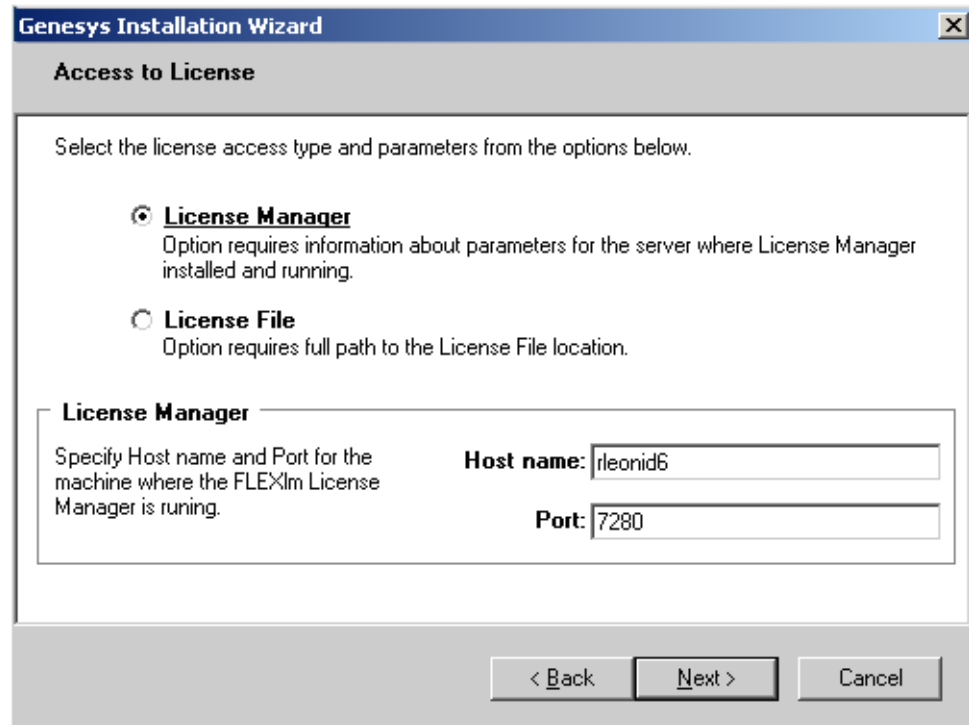 Genesys Installation Wizard
Access to License
Select the license access type and parameters from the options below.
License Manager
Option requires information about parameters for the server where License Manager
installed and running.
License File
Option requires full path to the License File location.
License Manager
Specify Host name and Port for the
machine where the FLEXlm License
Manager is runing.
Host name: rleonid6
Port: 7280
< Back
Next >
Cancel